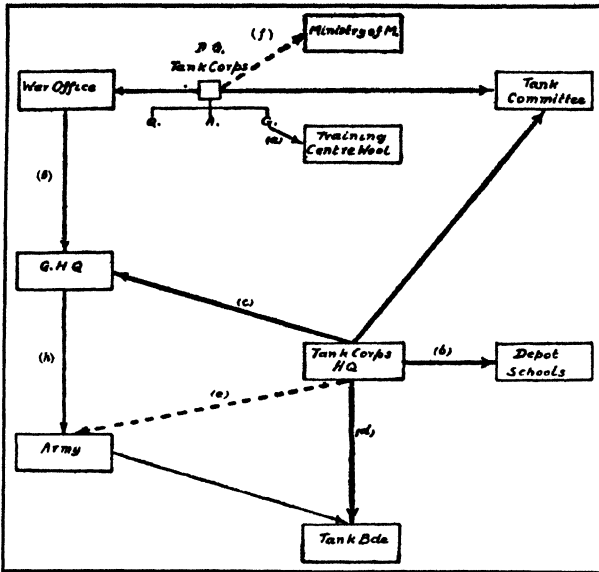 Ministry of M.
(f)
A.G.
Tank Corps
War Office
Tank
Committee
Q. A. G.
(a)
Training
Centre Wool
(g)
G.HQ
(c)
(h)
Tank Corps
HQ
(b)
Depot
Schools
(e)
(d)
Army
Tank Bde